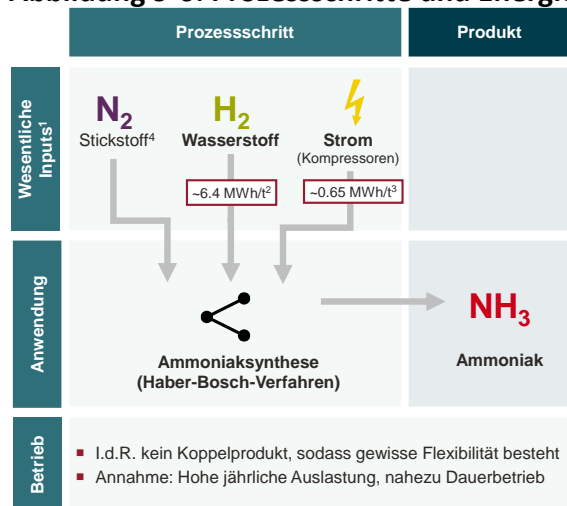 Prozessschritt
Produkt
Wesentliche
Inputs¹
N₂
Stickstoff⁴
H₂
Wasserstoff
Strom
(Kompressoren)
~6.4 MWh/t²
~0.65 MWh/t³
Anwendung
Ammoniaksynthese
(Haber-Bosch-Verfahren)
NH₃
Ammoniak
Betrieb
▪ I.d.R. kein Koppelprodukt, sodass gewisse Flexibilität besteht
▪ Annahme: Hohe jährliche Auslastung, nahezu Dauerbetrieb